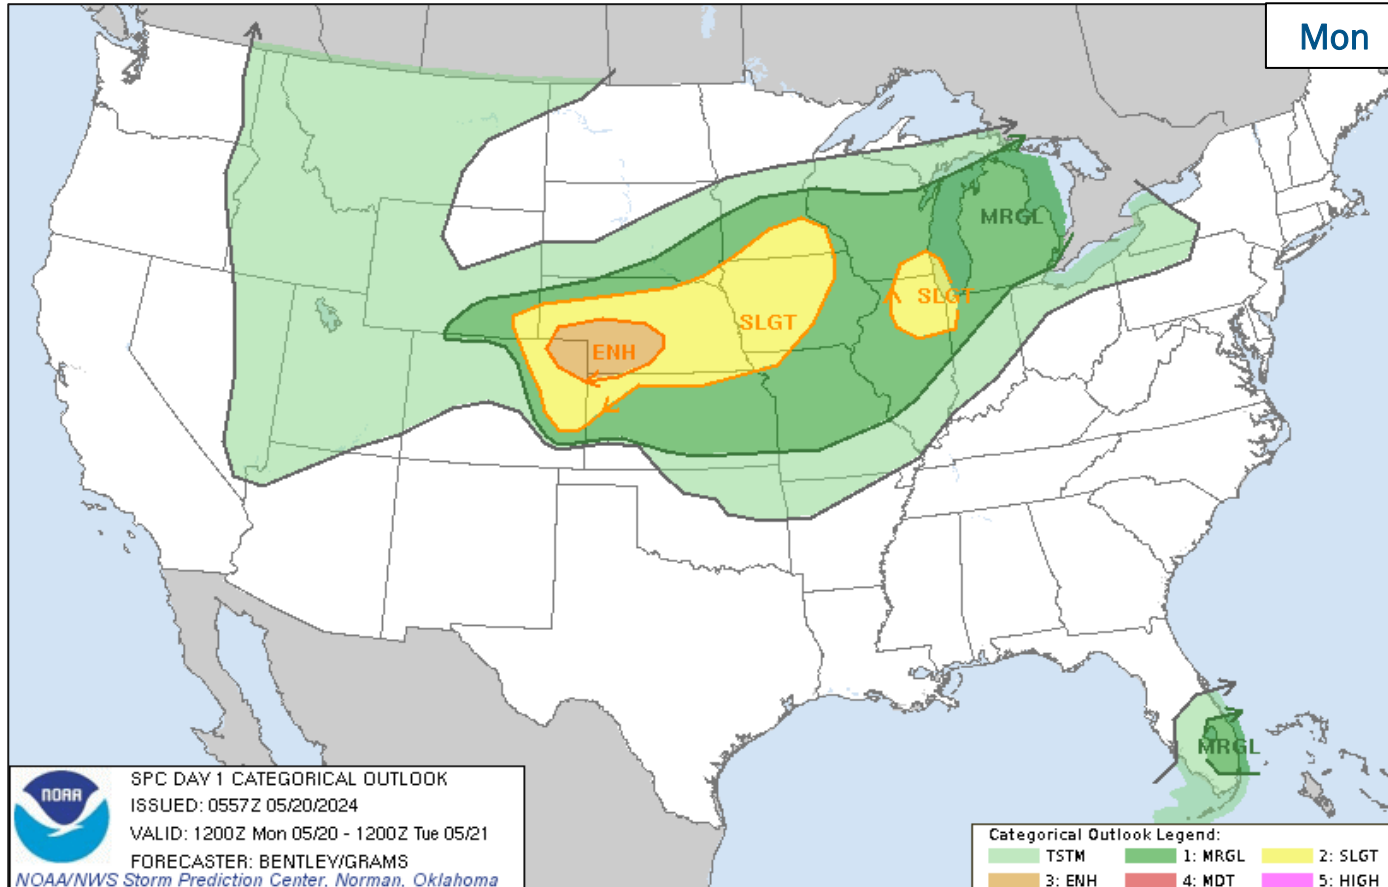 Mon
MRGL
SLGT
SLGT
ENH
MRGL
NOAA
SPC DAY 1 CATEGORICAL OUTLOOK
ISSUED: 0557Z 05/20/2024
VALID: 1200Z Mon 05/20 - 1200Z Tue 05/21
FORECASTER: BENTLEY/GRAMS
NOAA/NWS Storm Prediction Center, Norman, Oklahoma
Categorical Outlook Legend:
TSTM 1: MRGL 2: SLGT
3: ENH 4: MDT 5: HIGH